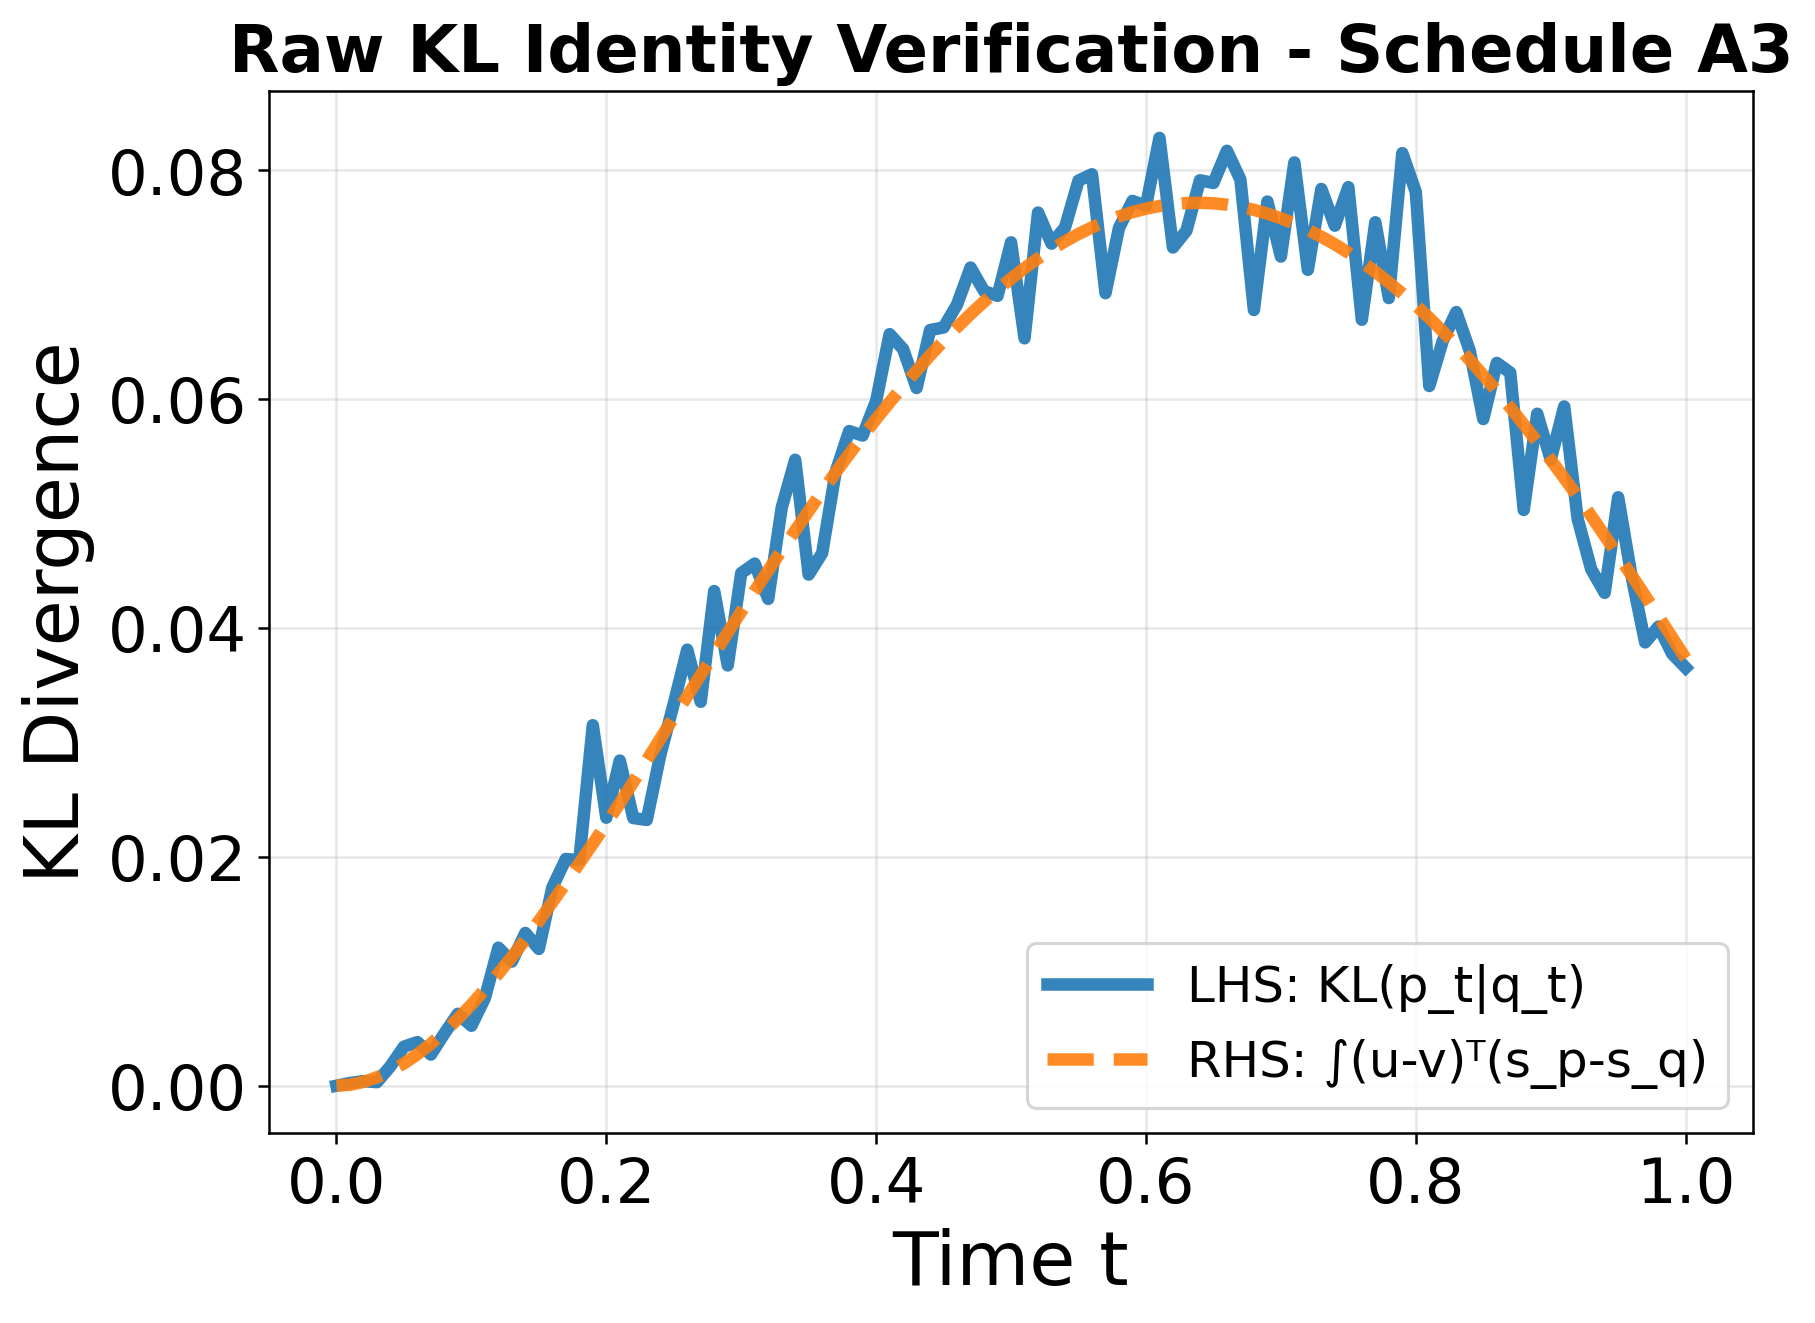 Raw KL Identity Verification - Schedule A3
KL Divergence
0.08
0.06
0.04
0.02
0.00
LHS: KL(p_t|q_t)
RHS: ∫(u-v)ᵀ(s_p-s_q)
0.0 0.2 0.4 0.6 0.8 1.0
Time t